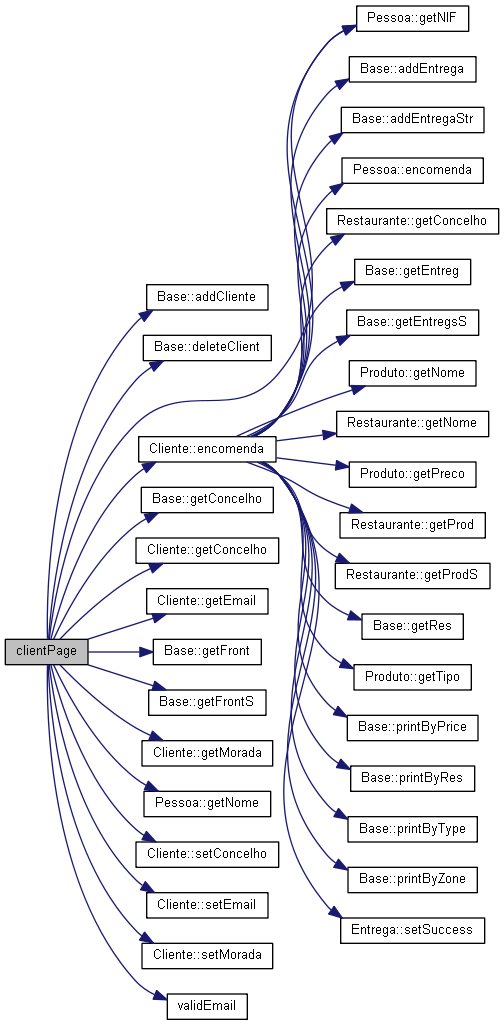 clientPage
Base::addCliente
Base::deleteClient
Cliente::encomenda
Base::getConcelho
Cliente::getConcelho
Cliente::getEmail
Base::getFront
Base::getFrontS
Cliente::getMorada
Pessoa::getNome
Cliente::setConcelho
Cliente::setEmail
Cliente::setMorada
validEmail
Pessoa::getNIF
Base::addEntrega
Base::addEntregaStr
Pessoa::encomenda
Restaurante::getConcelho
Base::getEntreg
Base::getEntregsS
Produto::getNome
Restaurante::getNome
Produto::getPreco
Restaurante::getProd
Restaurante::getProdS
Base::getRes
Produto::getTipo
Base::printByPrice
Base::printByRes
Base::printByType
Base::printByZone
Entrega::setSuccess